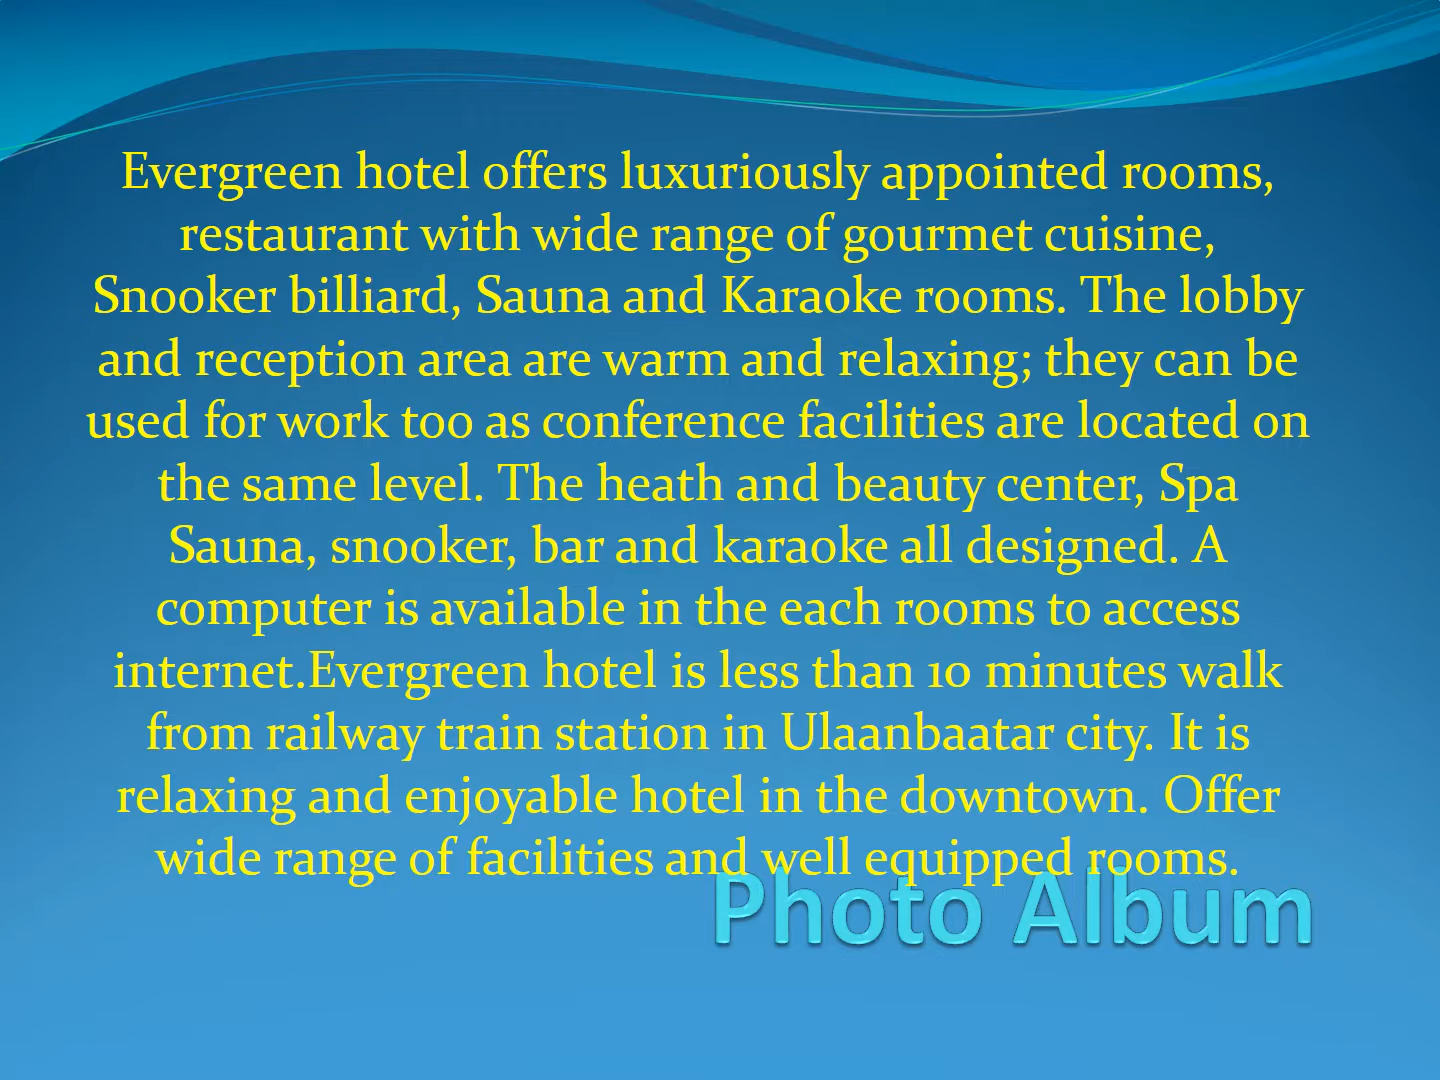 Evergreen hotel offers luxuriously appointed rooms,
restaurant with wide range of gourmet cuisine,
Snooker billiard, Sauna and Karaoke rooms. The lobby
and reception area are warm and relaxing; they can be
used for work too as conference facilities are located on
the same level. The heath and beauty center, Spa
Sauna, snooker, bar and karaoke all designed. A
computer is available in the each rooms to access
internet.Evergreen hotel is less than 10 minutes walk
from railway train station in Ulaanbaatar city. It is
relaxing and enjoyable hotel in the downtown. Offer
wide range of facilities and well equipped rooms.
Photo Album